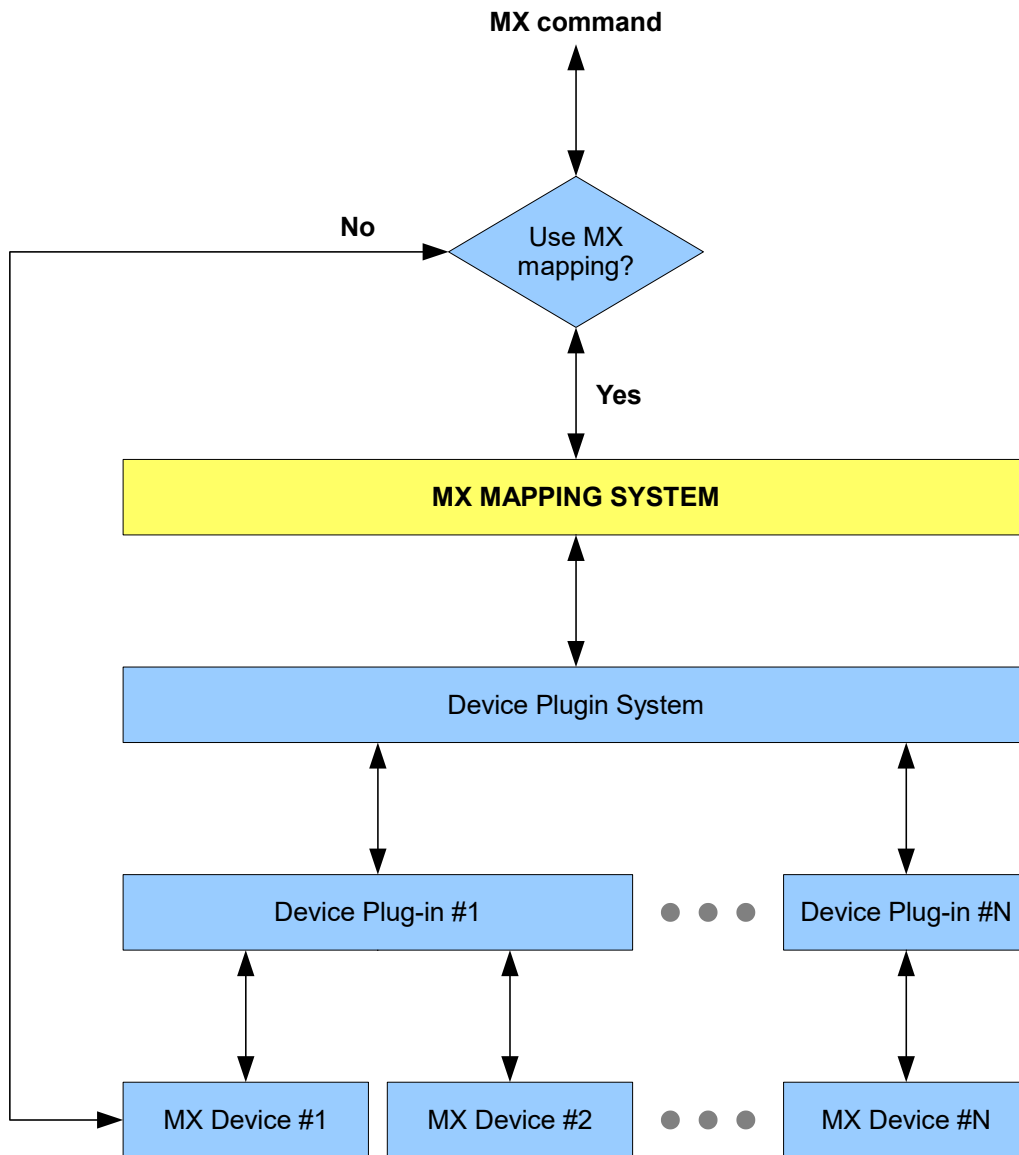 MX command
No
Use MX
mapping?
Yes
MX MAPPING SYSTEM
Device Plugin System
Device Plug-in #1
Device Plug-in #N
MX Device #1
MX Device #2
MX Device #N